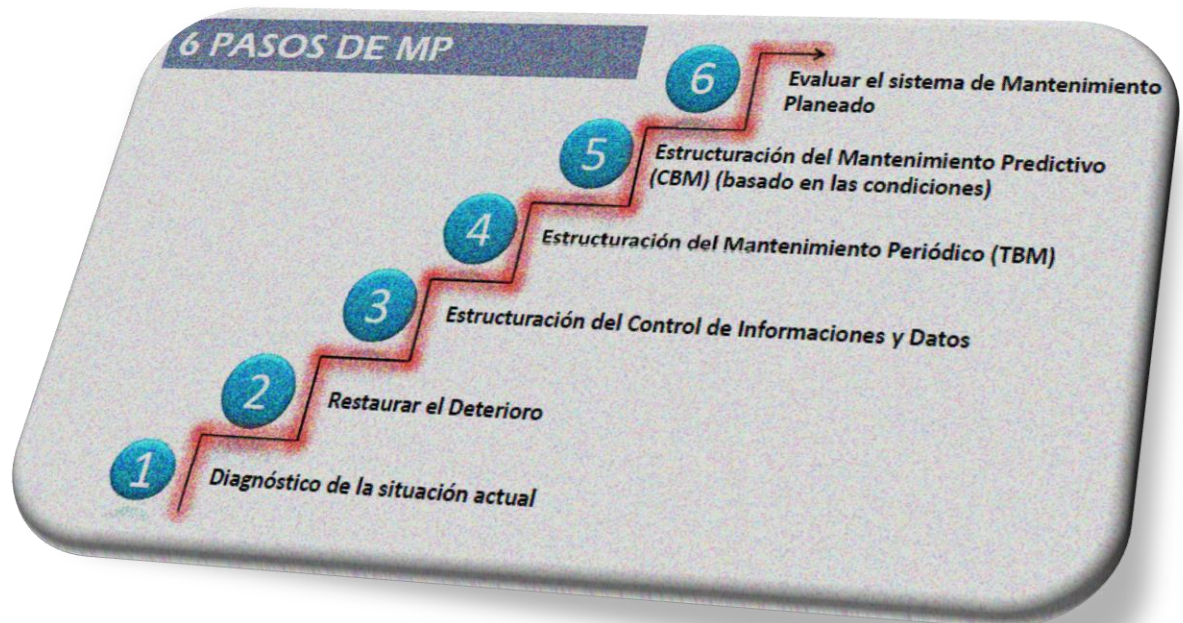 6 PASOS DE MP
6
Evaluar el sistema de Mantenimiento
Planeado
5
Estructuración del Mantenimiento Predictivo
(CBM) (basado en las condiciones)
4
Estructuración del Mantenimiento Periódico (TBM)
3
Estructuración del Control de Informaciones y Datos
2
Restaurar el Deterioro
1
Diagnóstico de la situación actual